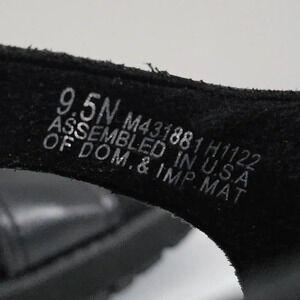 9.5N M431881 H1122
ASSEMBLED IN U.S.A
OF DOM. & IMP. MAT